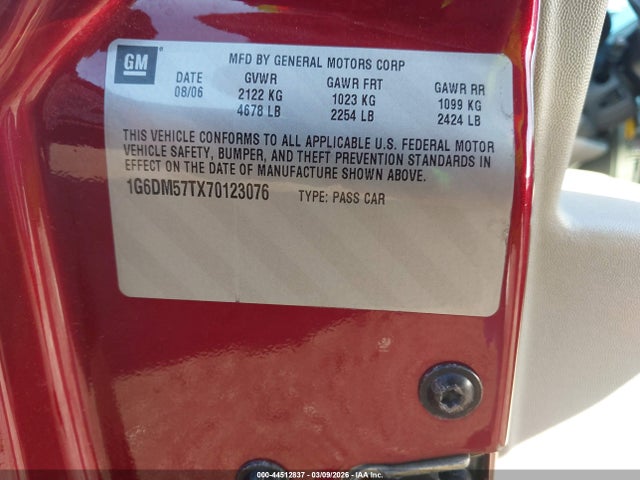 GM
MFD BY GENERAL MOTORS CORP
DATE GVWR GAWR FRT GAWR RR
08/06 2122 KG 1023 KG 1099 KG
4678 LB 2254 LB 2424 LB
THIS VEHICLE CONFORMS TO ALL APPLICABLE U.S. FEDERAL MOTOR
VEHICLE SAFETY, BUMPER, AND THEFT PREVENTION STANDARDS IN
EFFECT ON THE DATE OF MANUFACTURE SHOWN ABOVE.
1G6DM57TX70123076 TYPE: PASS CAR
000-44512837 - 03/09/2026 - IAAI.COM